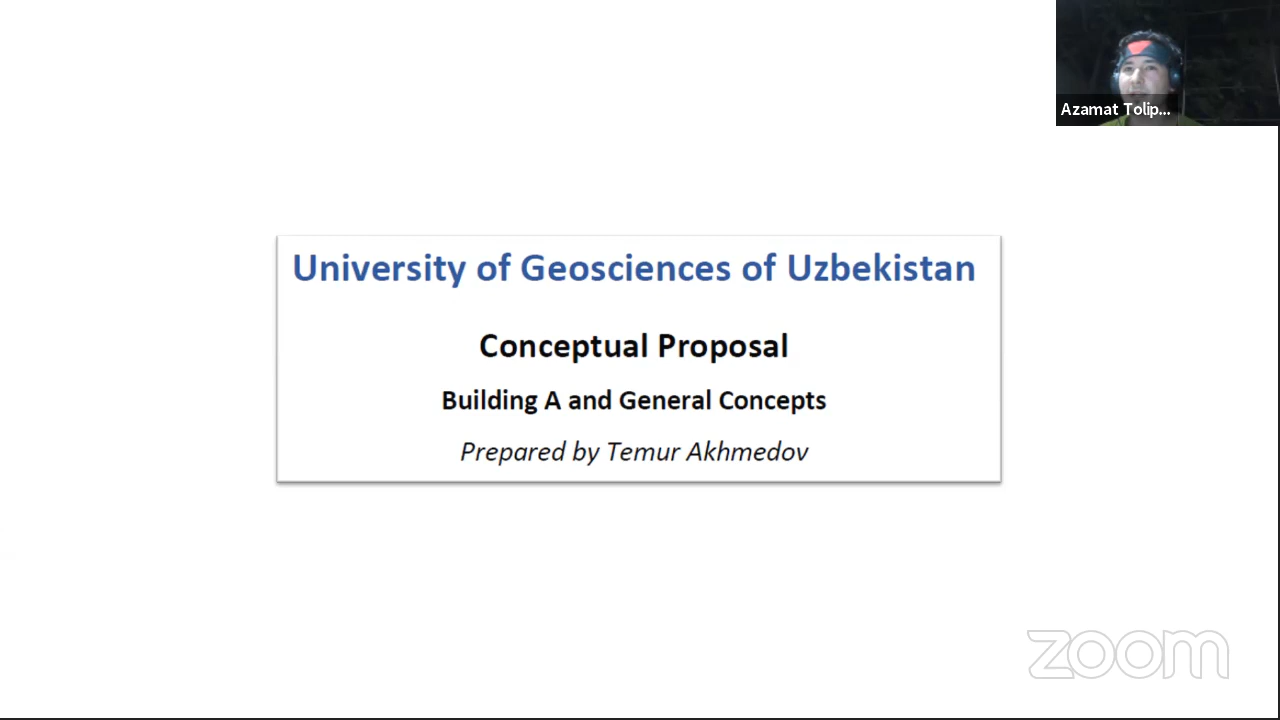 Azamat Tolip...
University of Geosciences of Uzbekistan
Conceptual Proposal
Building A and General Concepts
Prepared by Temur Akhmedov
zoom